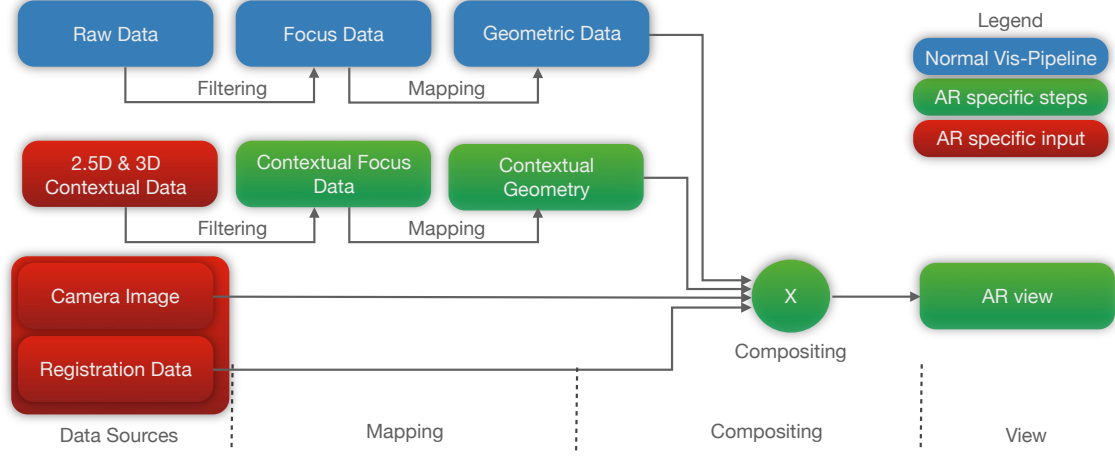 Raw Data
Focus Data
Geometric Data
Filtering
Mapping
Legend
Normal Vis-Pipeline
AR specific steps
AR specific input
2.5D & 3D
Contextual Data
Contextual Focus
Data
Contextual
Geometry
Filtering
Mapping
Camera Image
Registration Data
X
Compositing
AR view
Data Sources
Mapping
Compositing
View